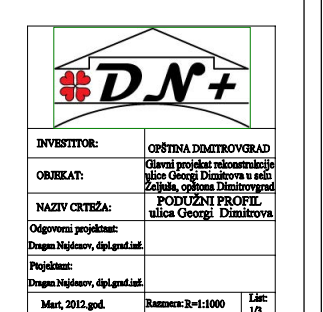 DN+
INVESTITOR: OPŠTINA DIMITROVGRAD
OBJEKAT: Glavni projekat rekonstrukcije
ulice Georgi Dimitrova u selu
Željuša, opštona Dimitrovgrad
NAZIV CRTEŽA: PODUŽNI PROFIL
ulica Georgi Dimitrova
Odgovorni projektant:
Dragan Najdenov, dipl.grad.inž.
Ptojektant:
Dragan Najdenov, dipl.grad.inž.
Mart, 2012.god. Razmera: R=1:1000 List:
1/3